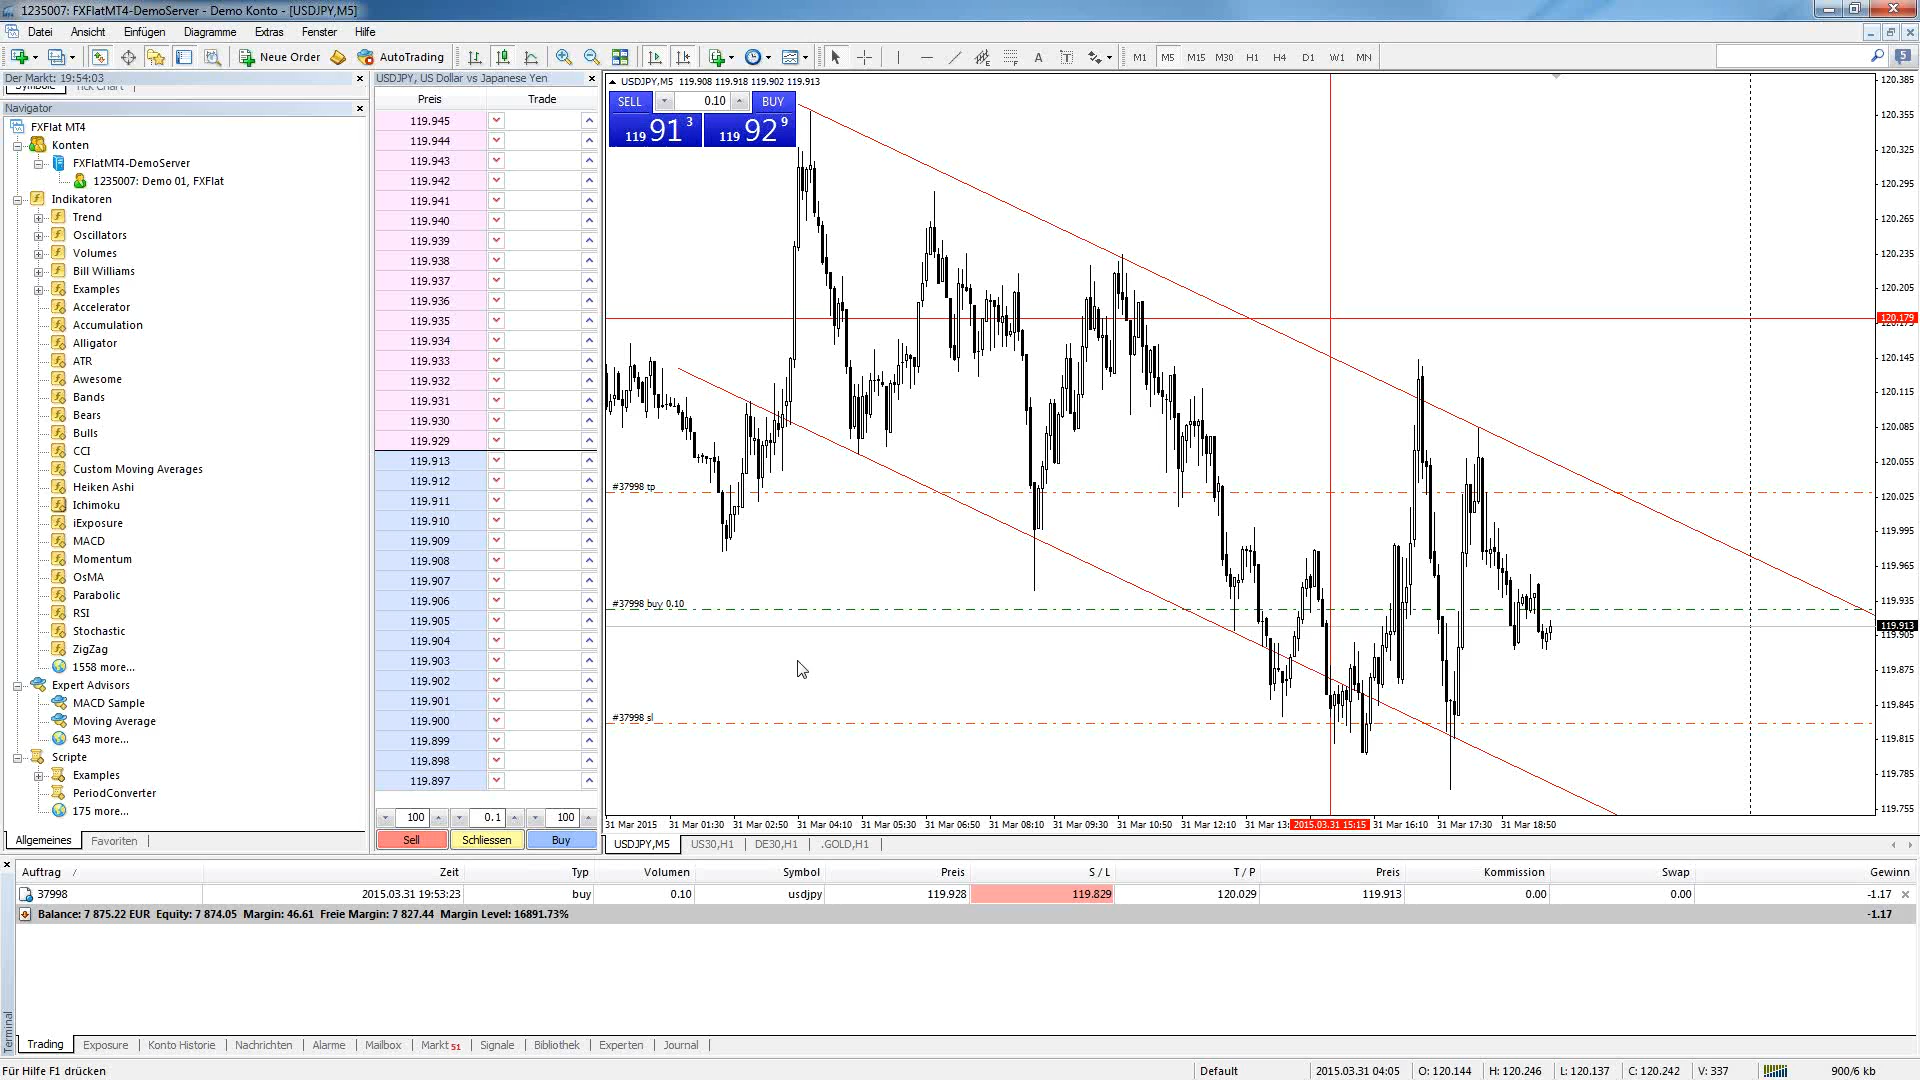 1235007: FXFlatMT4-DemoServer - Demo Konto - [USDJPY,M5]
Datei Ansicht Einfügen Diagramme Extras Fenster Hilfe
Neue Order AutoTrading A T M1 M5 M15 M30 H1 H4 D1 W1 MN 5
Der Markt: 19:54:03
Symbole Tick Chart
Navigator
FXFlat MT4
Konten
FXFlatMT4-DemoServer
1235007: Demo 01, FXFlat
Indikatoren
Trend
Oscillators
Volumes
Bill Williams
Examples
Accelerator
Accumulation
Alligator
ATR
Awesome
Bands
Bears
Bulls
CCI
Custom Moving Averages
Heiken Ashi
Ichimoku
iExposure
MACD
Momentum
OsMA
Parabolic
RSI
Stochastic
ZigZag
1558 more...
Expert Advisors
MACD Sample
Moving Average
643 more...
Scripte
Examples
PeriodConverter
175 more...
Allgemeines Favoriten
USDJPY, US Dollar vs Japanese Yen
Preis Trade
119.945
119.944
119.943
119.942
119.941
119.940
119.939
119.938
119.937
119.936
119.935
119.934
119.933
119.932
119.931
119.930
119.929
119.913
119.912
119.911
119.910
119.909
119.908
119.907
119.906
119.905
119.904
119.903
119.902
119.901
119.900
119.899
119.898
119.897
100 0.1 100
Sell Schliessen Buy
USDJPY,M5 119.908 119.918 119.902 119.913
SELL 0.10 BUY
119 91 3 119 92 9
#37998 tp
#37998 buy 0.10
#37998 sl
120.385
120.355
120.325
120.295
120.265
120.235
120.205
120.179
120.175
120.145
120.115
120.085
120.055
120.025
119.995
119.965
119.935
119.913
119.905
119.875
119.845
119.815
119.785
119.755
31 Mar 2015 31 Mar 01:30 31 Mar 02:50 31 Mar 04:10 31 Mar 05:30 31 Mar 06:50 31 Mar 08:10 31 Mar 09:30 31 Mar 10:50 31 Mar 12:10 31 Mar 13: 2015.03.31 15:15 31 Mar 16:10 31 Mar 17:30 31 Mar 18:50
USDJPY,M5 US30,H1 DE30,H1 .GOLD,H1
Auftrag / Zeit Typ Volumen Symbol Preis S / L T / P Preis Kommission Swap Gewinn
37998 2015.03.31 19:53:23 buy 0.10 usdjpy 119.928 119.829 120.029 119.913 0.00 0.00 -1.17
Balance: 7 875.22 EUR Equity: 7 874.05 Margin: 46.61 Freie Margin: 7 827.44 Margin Level: 16891.73% -1.17
Terminal
Trading Exposure Konto Historie Nachrichten Alarme Mailbox Markt 51 Signale Bibliothek Experten Journal
Für Hilfe F1 drücken Default 2015.03.31 04:05 O: 120.144 H: 120.246 L: 120.137 C: 120.242 V: 337 900/6 kb